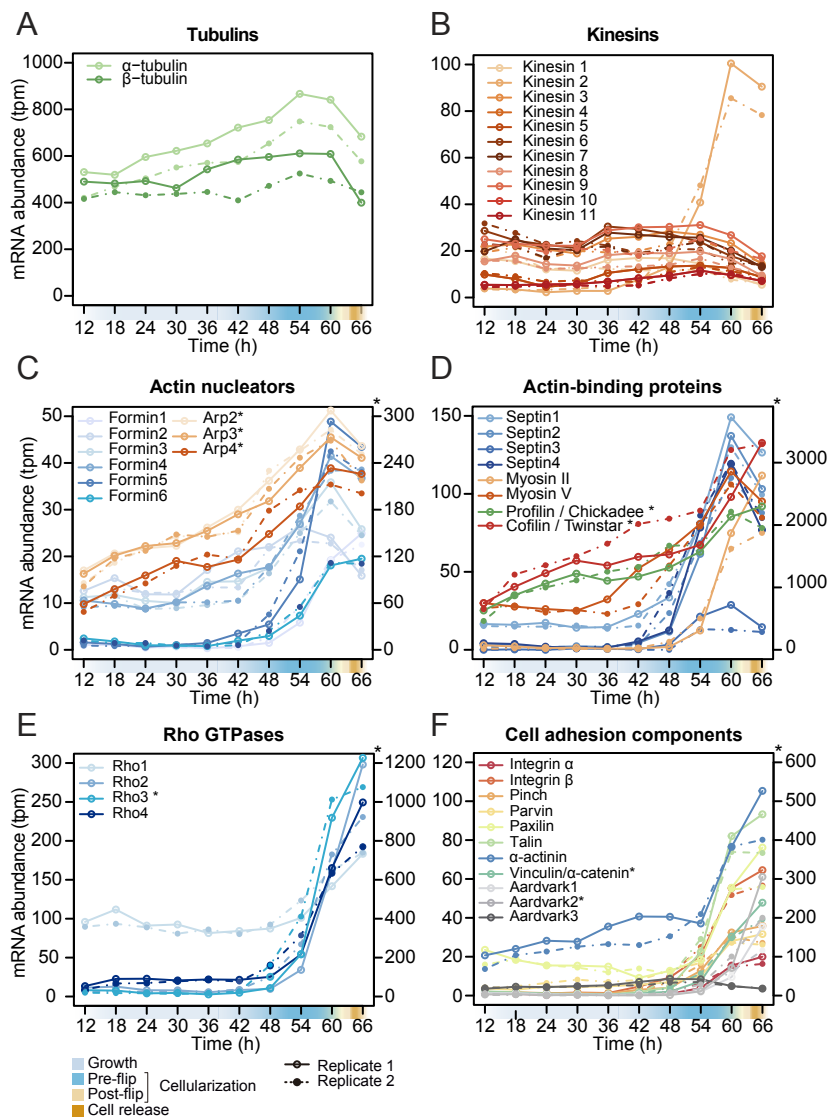 A
Tubulins
mRNA abundance (tpm)
1000
800
600
400
200
0
α−tubulin
β−tubulin
12 18 24 30 36 42 48 54 60 66
Time (h)
B
Kinesins
100
80
60
40
20
0
Kinesin 1
Kinesin 2
Kinesin 3
Kinesin 4
Kinesin 5
Kinesin 6
Kinesin 7
Kinesin 8
Kinesin 9
Kinesin 10
Kinesin 11
12 18 24 30 36 42 48 54 60 66
Time (h)
C
Actin nucleators
*
mRNA abundance (tpm)
50
40
30
20
10
0
Formin1
Formin2
Formin3
Formin4
Formin5
Formin6
Arp2*
Arp3*
Arp4*
300
240
180
120
60
0
12 18 24 30 36 42 48 54 60 66
Time (h)
D
Actin-binding proteins
*
150
100
50
0
Septin1
Septin2
Septin3
Septin4
Myosin II
Myosin V
Profilin / Chickadee *
Cofilin / Twinstar *
3000
2000
1000
0
12 18 24 30 36 42 48 54 60 66
Time (h)
E
Rho GTPases
*
mRNA abundance (tpm)
300
250
200
150
100
50
0
Rho1
Rho2
Rho3 *
Rho4
1200
1000
800
600
400
200
0
12 18 24 30 36 42 48 54 60 66
Time (h)
F
Cell adhesion components
*
120
100
80
60
40
20
0
Integrin α
Integrin β
Pinch
Parvin
Paxilin
Talin
α-actinin
Vinculin/α-catenin*
Aardvark1
Aardvark2*
Aardvark3
600
500
400
300
200
100
0
12 18 24 30 36 42 48 54 60 66
Time (h)
Growth
Pre-flip
Post-flip
Cellularization
Cell release
Replicate 1
Replicate 2